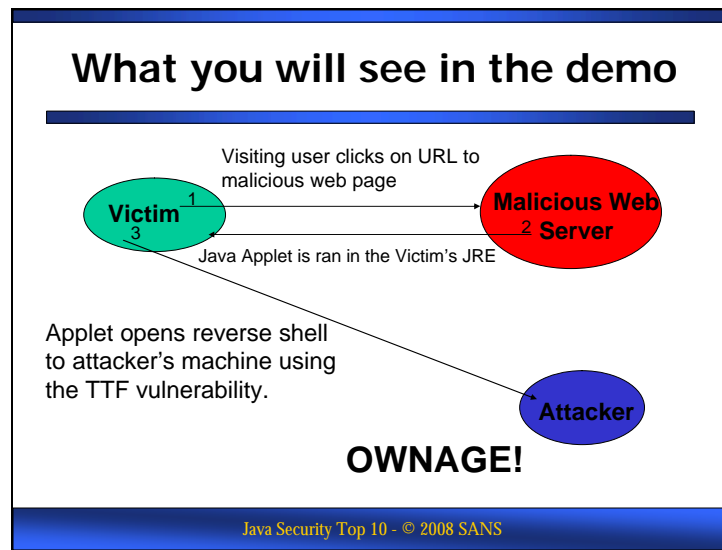 What you will see in the demo
Visiting user clicks on URL to
malicious web page
1
Victim
3
Malicious Web
2 Server
Java Applet is ran in the Victim's JRE
Applet opens reverse shell
to attacker's machine using
the TTF vulnerability.
Attacker
OWNAGE!
Java Security Top 10 - © 2008 SANS